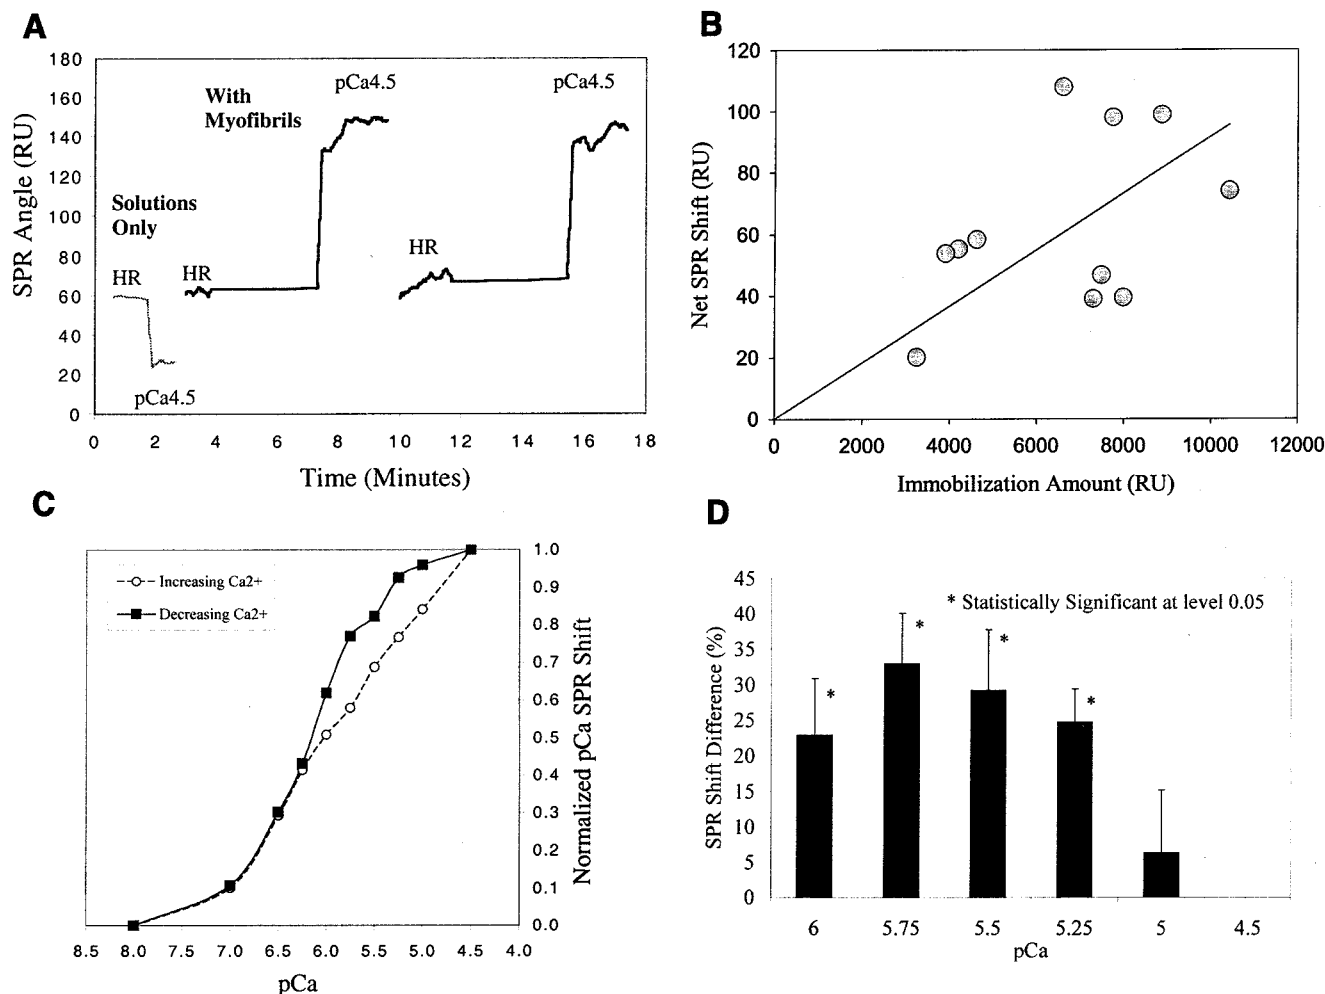 A
180
160
140
120
100
80
60
40
20
0
SPR Angle (RU)
With
Myofibrils
pCa4.5
pCa4.5
Solutions
Only
HR
HR
HR
pCa4.5
0 2 4 6 8 10 12 14 16 18
Time (Minutes)
B
120
100
80
60
40
20
0
Net SPR Shift (RU)
0 2000 4000 6000 8000 10000 12000
Immobilization Amount (RU)
C
Increasing Ca2+
Decreasing Ca2+
1.0
0.9
0.8
0.7
0.6
0.5
0.4
0.3
0.2
0.1
0.0
Normalized pCa SPR Shift
8.5 8.0 7.5 7.0 6.5 6.0 5.5 5.0 4.5 4.0
pCa
D
45
40
35
30
25
20
15
10
5
0
SPR Shift Difference (%)
* Statistically Significant at level 0.05
*
*
*
*
6 5.75 5.5 5.25 5 4.5
pCa